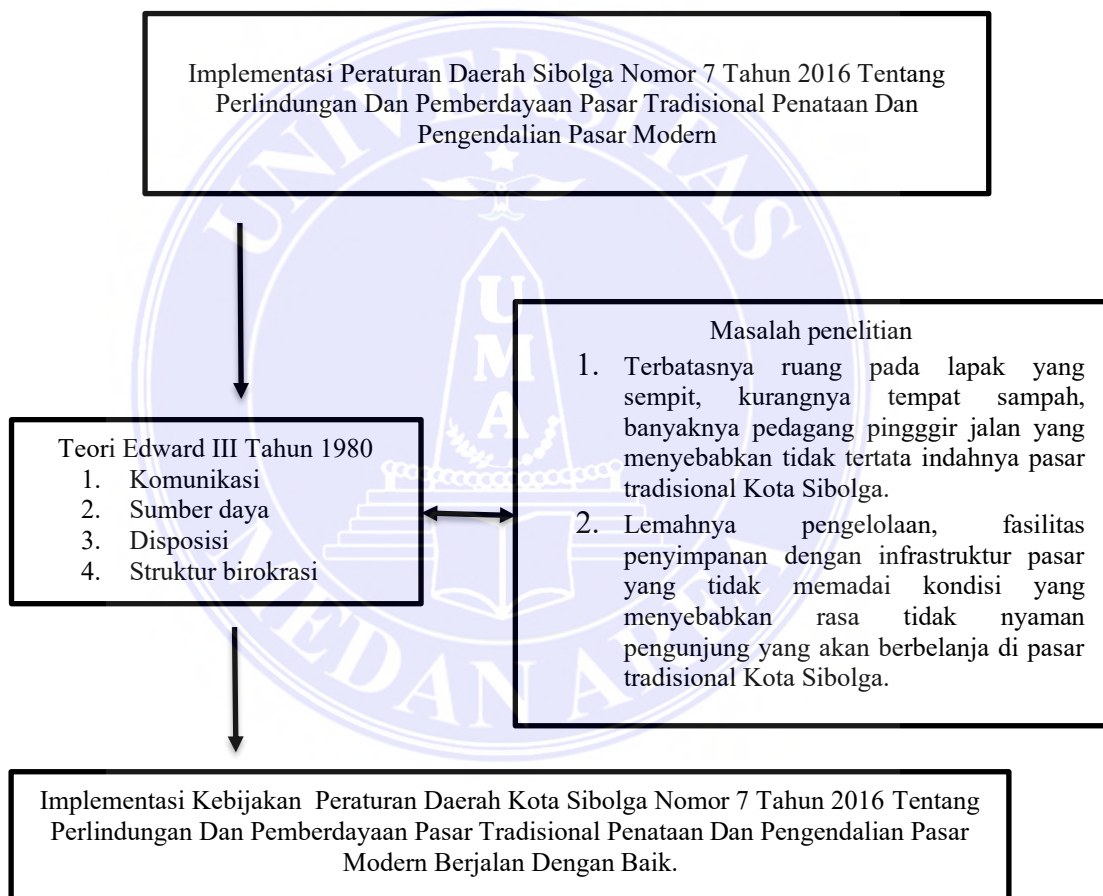 Implementasi Peraturan Daerah Sibolga Nomor 7 Tahun 2016 Tentang
Perlindungan Dan Pemberdayaan Pasar Tradisional Penataan Dan
Pengendalian Pasar Modern
Masalah penelitian
1. Terbatasnya ruang pada lapak yang
sempit, kurangnya tempat sampah,
banyaknya pedagang pingggir jalan yang
menyebabkan tidak tertata indahnya pasar
tradisional Kota Sibolga.
2. Lemahnya pengelolaan, fasilitas
penyimpanan dengan infrastruktur pasar
yang tidak memadai kondisi yang
menyebabkan rasa tidak nyaman
pengunjung yang akan berbelanja di pasar
tradisional Kota Sibolga.
Teori Edward III Tahun 1980
1. Komunikasi
2. Sumber daya
3. Disposisi
4. Struktur birokrasi
Implementasi Kebijakan Peraturan Daerah Kota Sibolga Nomor 7 Tahun 2016 Tentang
Perlindungan Dan Pemberdayaan Pasar Tradisional Penataan Dan Pengendalian Pasar
Modern Berjalan Dengan Baik.
UNIVERSITAS
UMA
MEDAN AREA